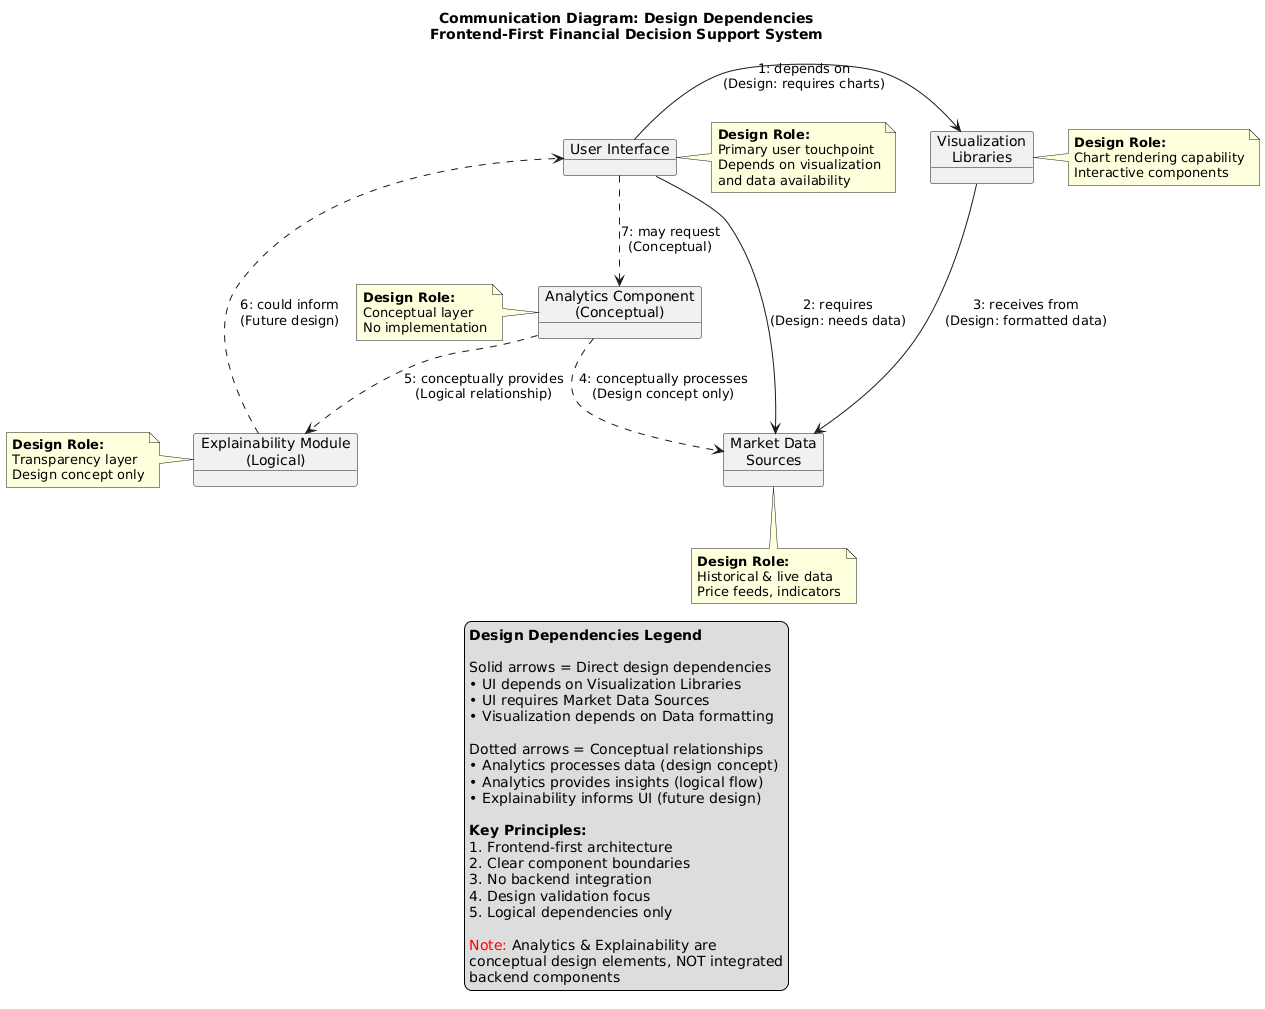 Communication Diagram: Design Dependencies
Frontend-First Financial Decision Support System
1: depends on
(Design: requires charts)
User Interface
Design Role:
Primary user touchpoint
Depends on visualization
and data availability
Visualization
Libraries
Design Role:
Chart rendering capability
Interactive components
7: may request
(Conceptual)
6: could inform
(Future design)
Design Role:
Conceptual layer
No implementation
Analytics Component
(Conceptual)
2: requires
(Design: needs data)
3: receives from
(Design: formatted data)
5: conceptually provides
(Logical relationship)
4: conceptually processes
(Design concept only)
Design Role:
Transparency layer
Design concept only
Explainability Module
(Logical)
Market Data
Sources
Design Role:
Historical & live data
Price feeds, indicators
Design Dependencies Legend
Solid arrows = Direct design dependencies
• UI depends on Visualization Libraries
• UI requires Market Data Sources
• Visualization depends on Data formatting
Dotted arrows = Conceptual relationships
• Analytics processes data (design concept)
• Analytics provides insights (logical flow)
• Explainability informs UI (future design)
Key Principles:
1. Frontend-first architecture
2. Clear component boundaries
3. No backend integration
4. Design validation focus
5. Logical dependencies only
Note: Analytics & Explainability are
conceptual design elements, NOT integrated
backend components